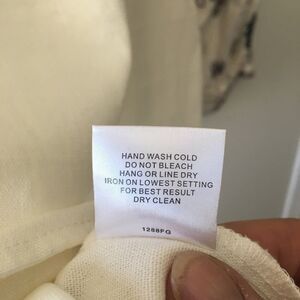 HAND WASH COLD
DO NOT BLEACH
HANG OR LINE DRY
IRON ON LOWEST SETTING
FOR BEST RESULT
DRY CLEAN
1288PG